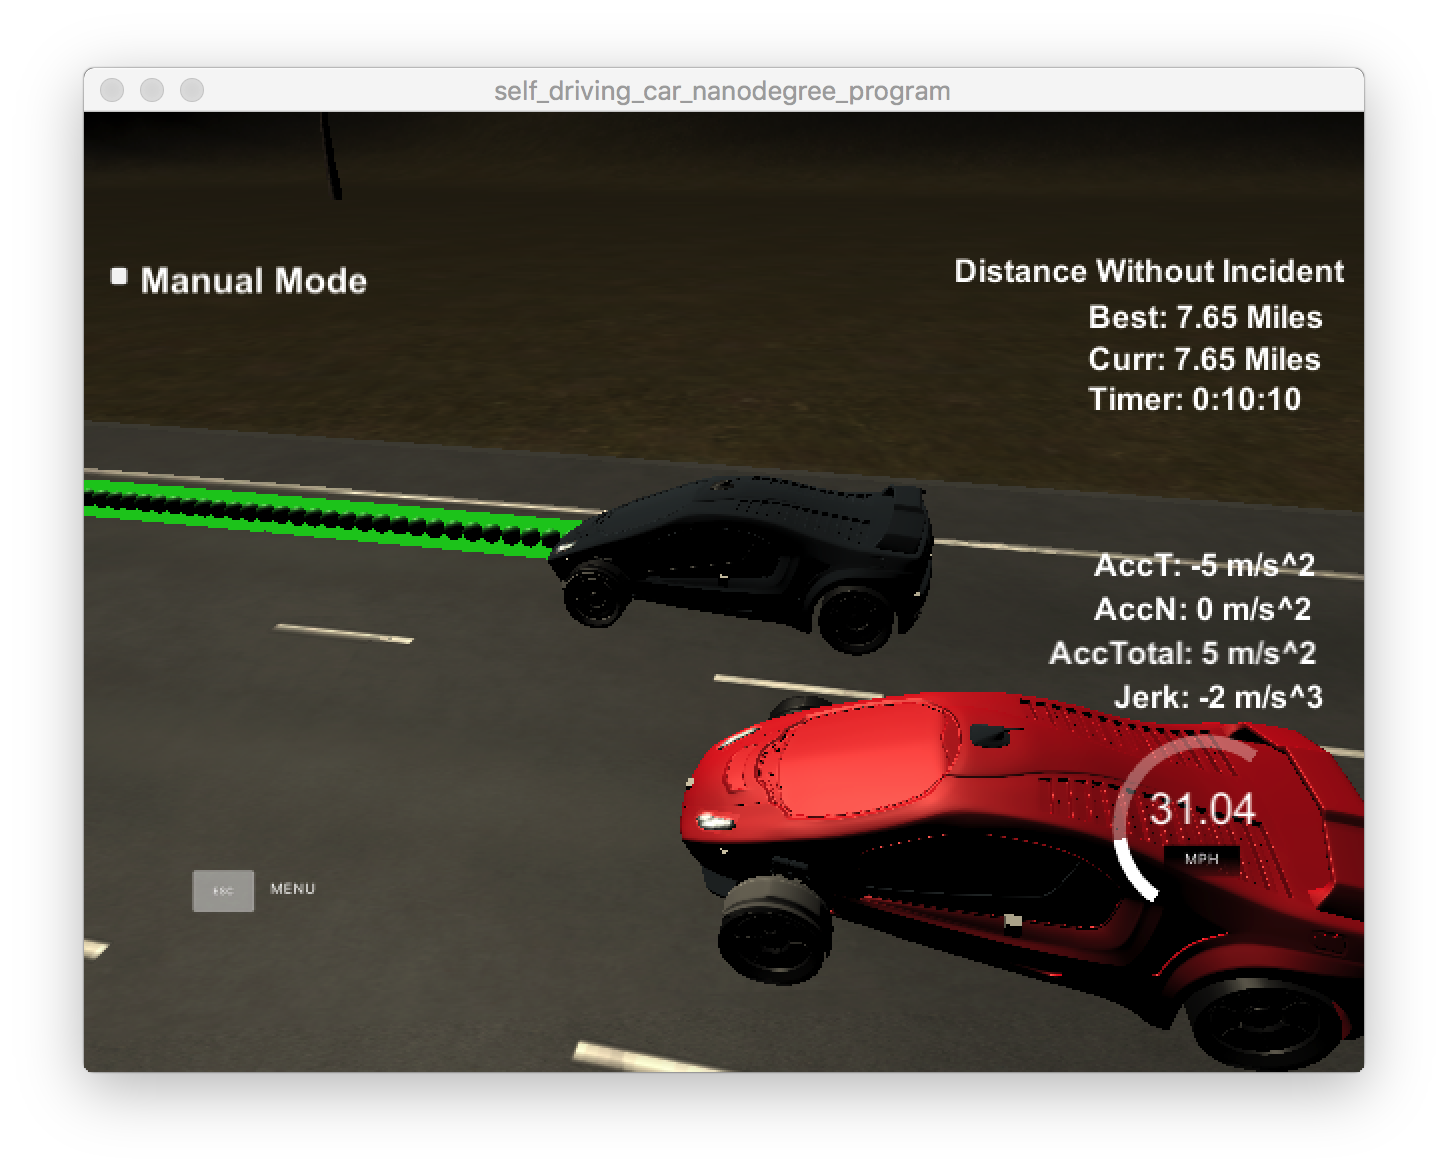 self_driving_car_nanodegree_program
Manual Mode
Distance Without Incident
Best: 7.65 Miles
Curr: 7.65 Miles
Timer: 0:10:10
AccT: -5 m/s^2
AccN: 0 m/s^2
AccTotal: 5 m/s^2
Jerk: -2 m/s^3
31.04
MPH
ESC MENU